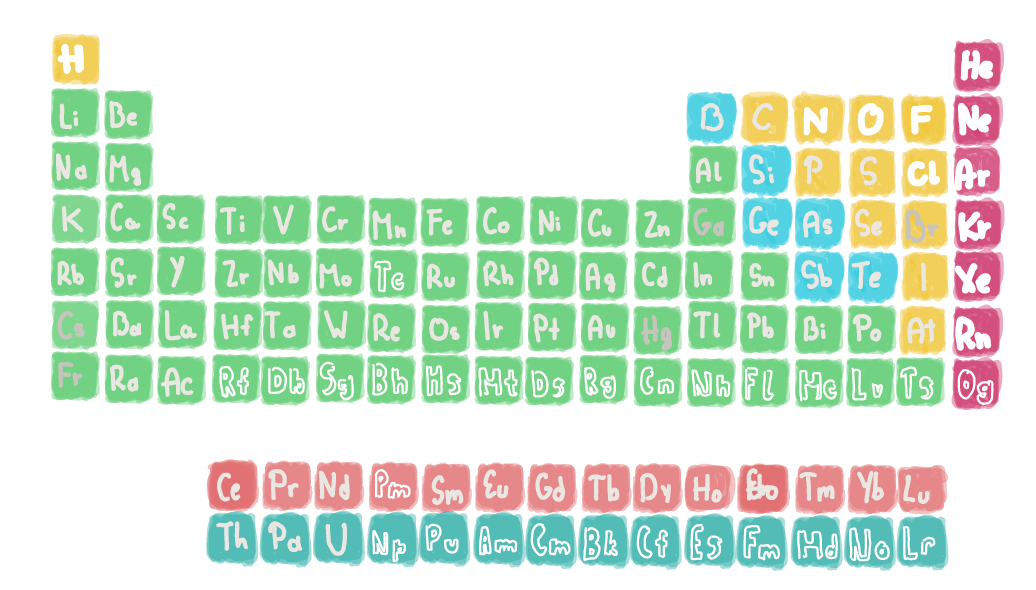 H He
Li Be B C N O F Ne
Na Mg Al Si P S Cl Ar
K Ca Sc Ti V Cr Mn Fe Co Ni Cu Zn Ga Ge As Se Br Kr
Rb Sr Y Zr Nb Mo Tc Ru Rh Pd Ag Cd In Sn Sb Te I Xe
Cs Ba La Hf Ta W Re Os Ir Pt Au Hg Tl Pb Bi Po At Rn
Fr Ra Ac Rf Db Sg Bh Hs Mt Ds Rg Cn Nh Fl Mc Lv Ts Og
Ce Pr Nd Pm Sm Eu Gd Tb Dy Ho Tm Yb Lu
Th Pa U Np Pu Am Cm Bk Cf Es Fm Md No Lr